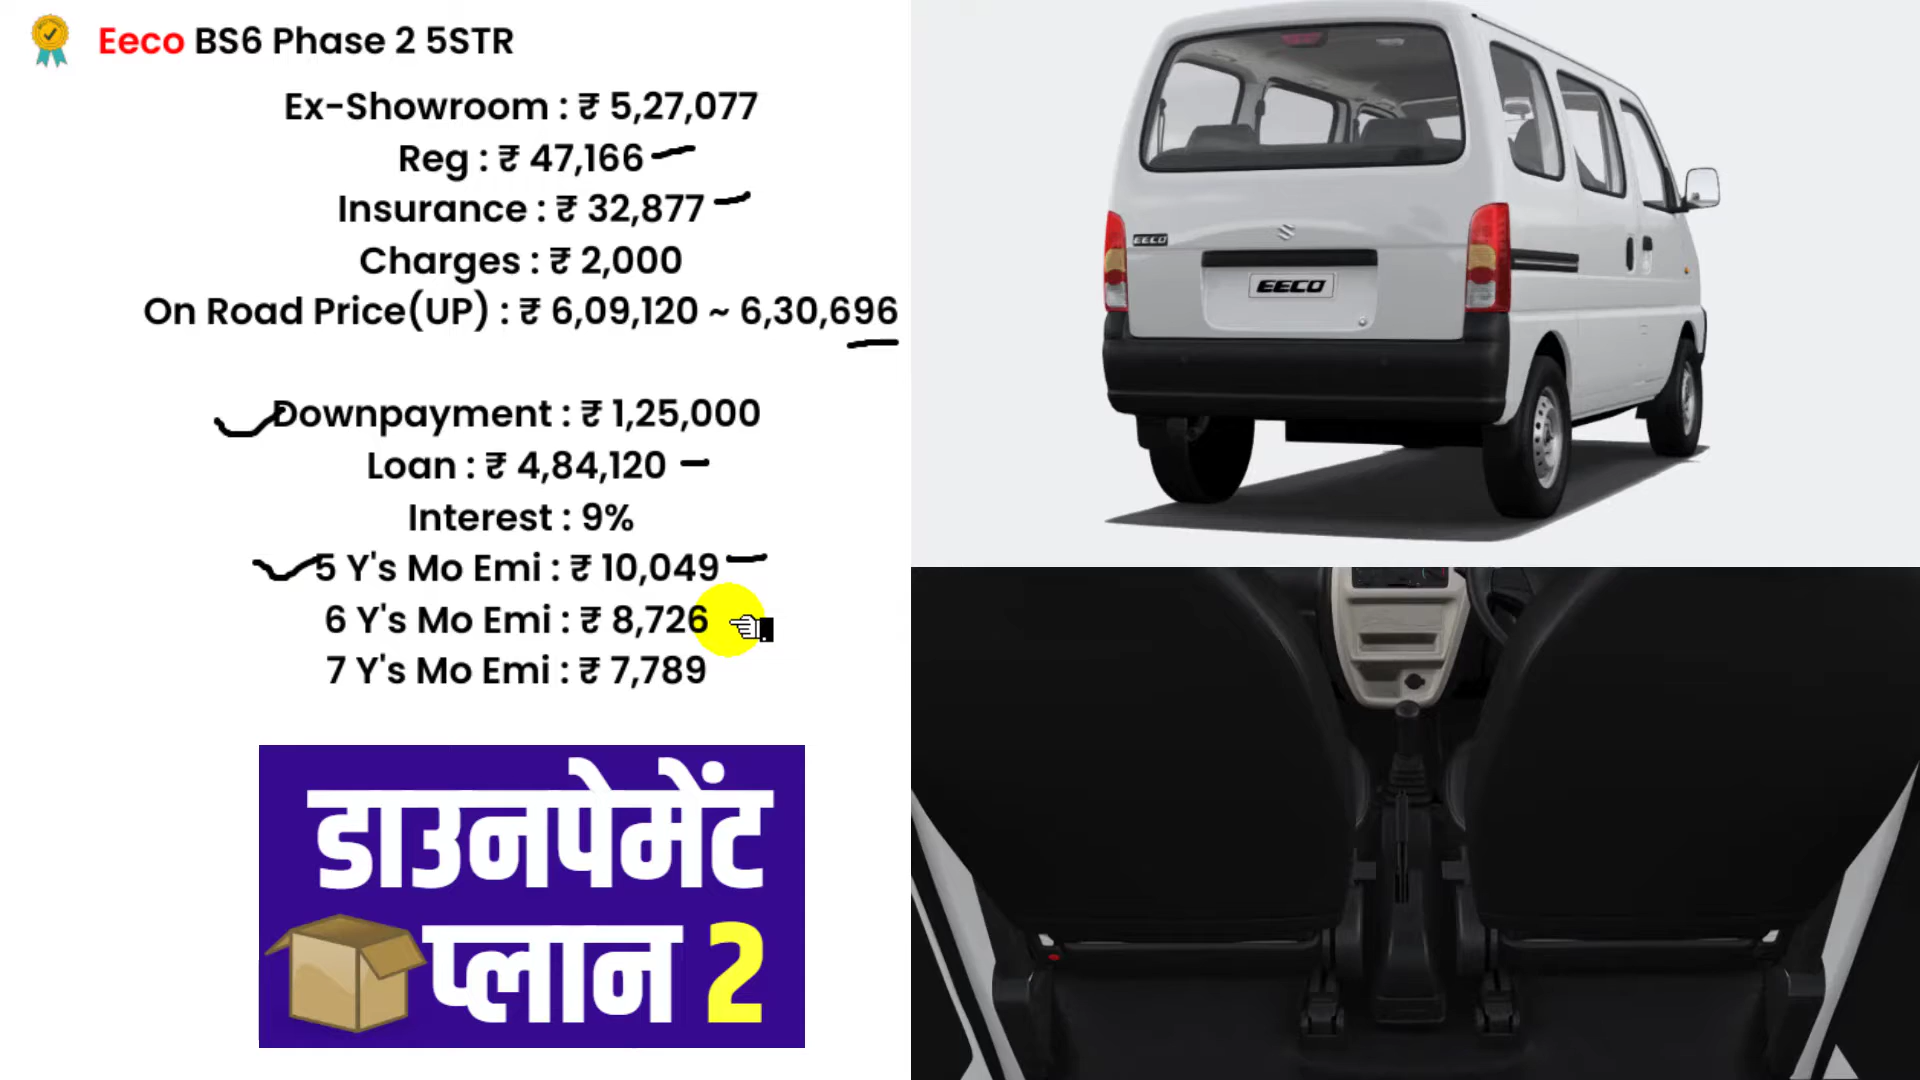 Eeco BS6 Phase 2 5STR
Ex-Showroom : ₹ 5,27,077
Reg : ₹ 47,166
Insurance : ₹ 32,877
Charges : ₹ 2,000
On Road Price(UP) : ₹ 6,09,120 ~ 6,30,696
Downpayment : ₹ 1,25,000
Loan : ₹ 4,84,120
Interest : 9%
5 Y's Mo Emi : ₹ 10,049
6 Y's Mo Emi : ₹ 8,726
7 Y's Mo Emi : ₹ 7,789
डाउनपेमेंट
प्लान 2
EECO
EECO